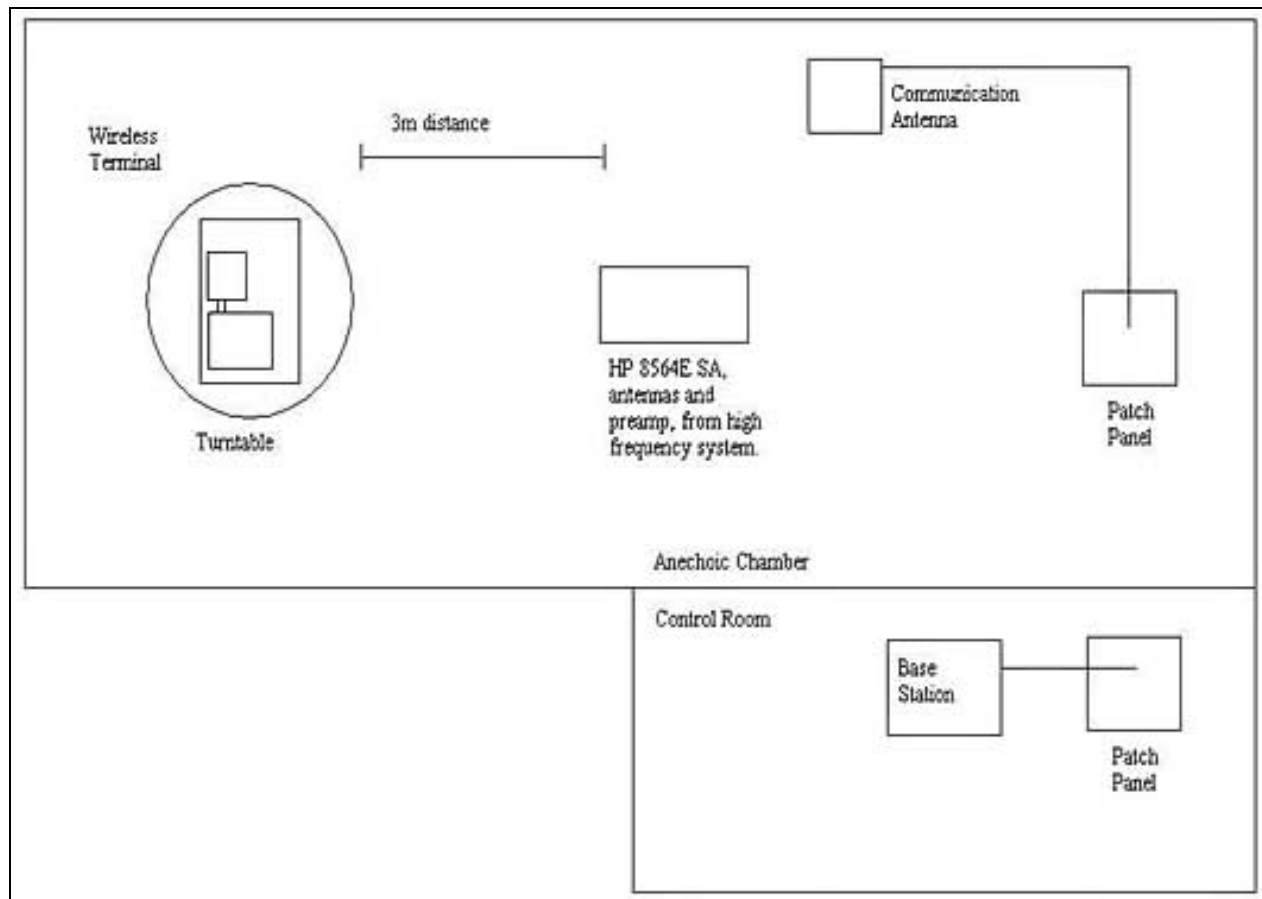 Wireless
Terminal
3m distance
Communication
Antenna
HP 8564E SA,
antennas and
preamp, from high
frequency system.
Turntable
Patch
Panel
Anechoic Chamber
Control Room
Base
Station
Patch
Panel